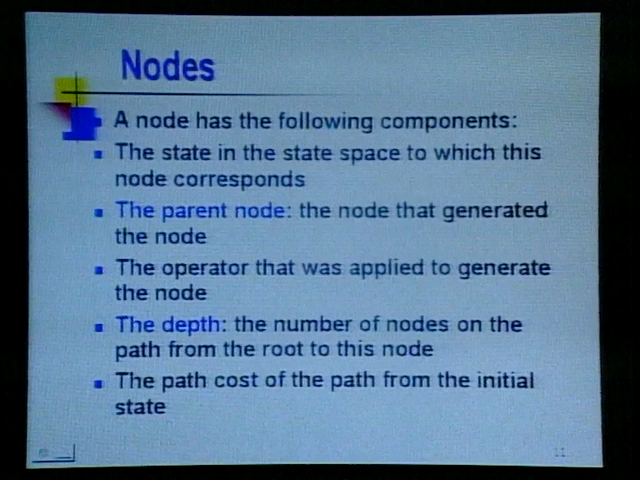 Nodes
A node has the following components:
The state in the state space to which this
node corresponds
The parent node: the node that generated
the node
The operator that was applied to generate
the node
The depth: the number of nodes on the
path from the root to this node
The path cost of the path from the initial
state